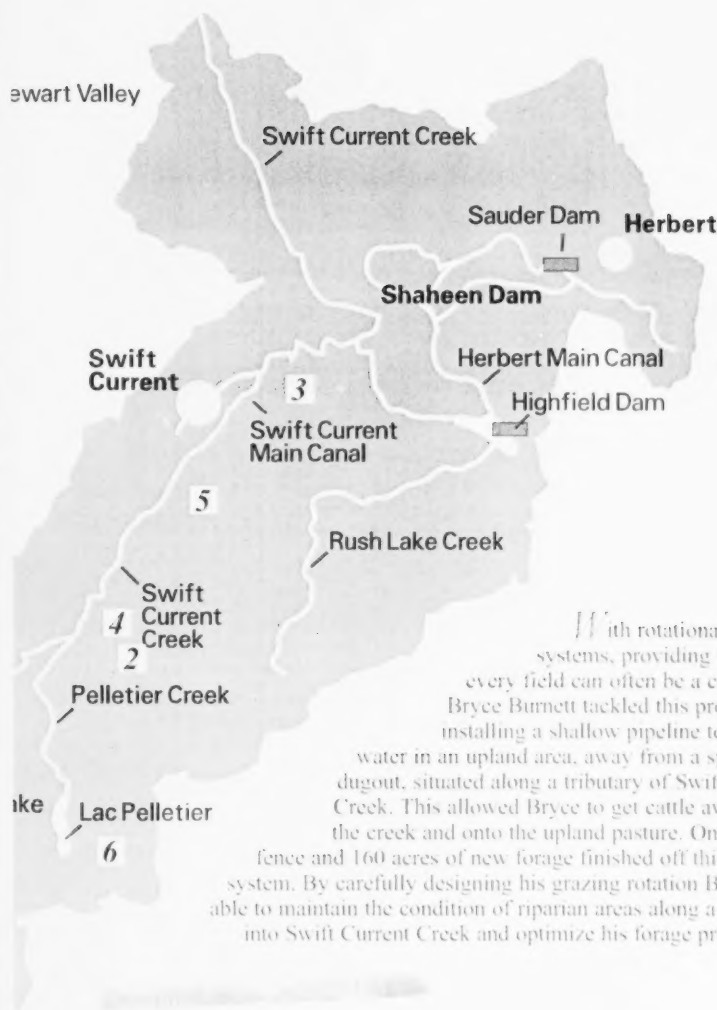 ewart Valley
Swift Current Creek
Sauder Dam
Herbert
Shaheen Dam
Swift
Current
3
Herbert Main Canal
Highfield Dam
Swift Current
Main Canal
5
Rush Lake Creek
Swift
Current
Creek
4
2
Pelletier Creek
ke
Lac Pelletier
6
With rotationa
systems, providing
every field can often be a c
Bryce Burnett tackled this pro
installing a shallow pipeline to
water in an upland area, away from a s
dugout, situated along a tributary of Swif
Creek. This allowed Bryce to get cattle av
the creek and onto the upland pasture. On
fence and 160 acres of new forage finished off thi
system. By carefully designing his grazing rotation B
able to maintain the condition of riparian areas along a
into Swift Current Creek and optimize his forage pr